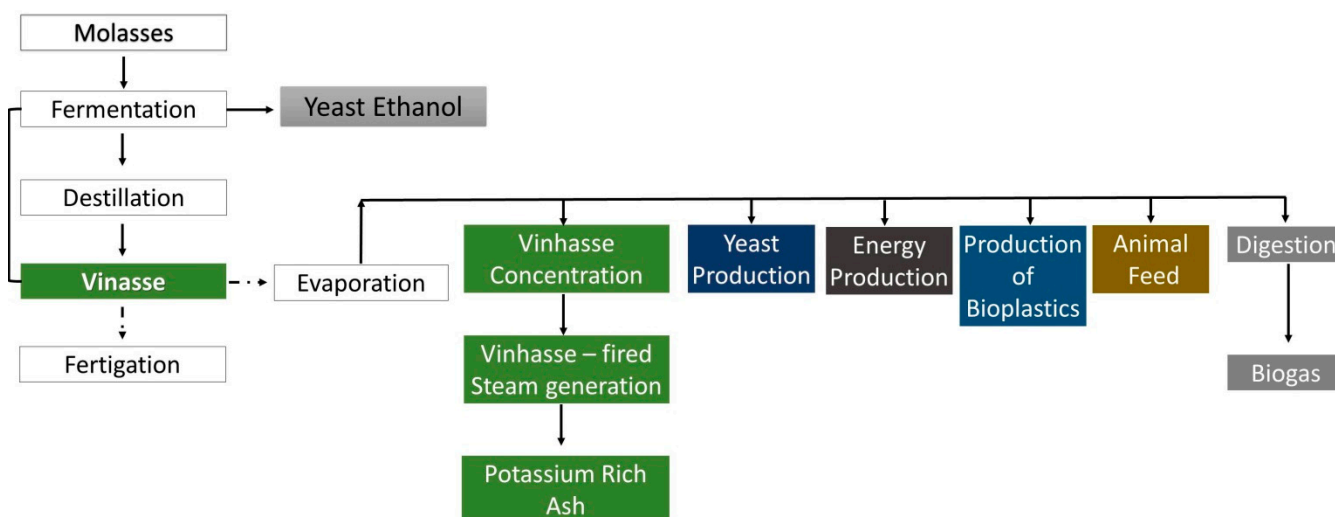 Molasses
Fermentation
Yeast Ethanol
Destillation
Vinasse
Evaporation
Fertigation
Vinhasse
Concentration
Yeast
Production
Energy
Production
Production
of
Bioplastics
Animal
Feed
Digestion
Vinhasse – fired
Steam generation
Biogas
Potassium Rich
Ash